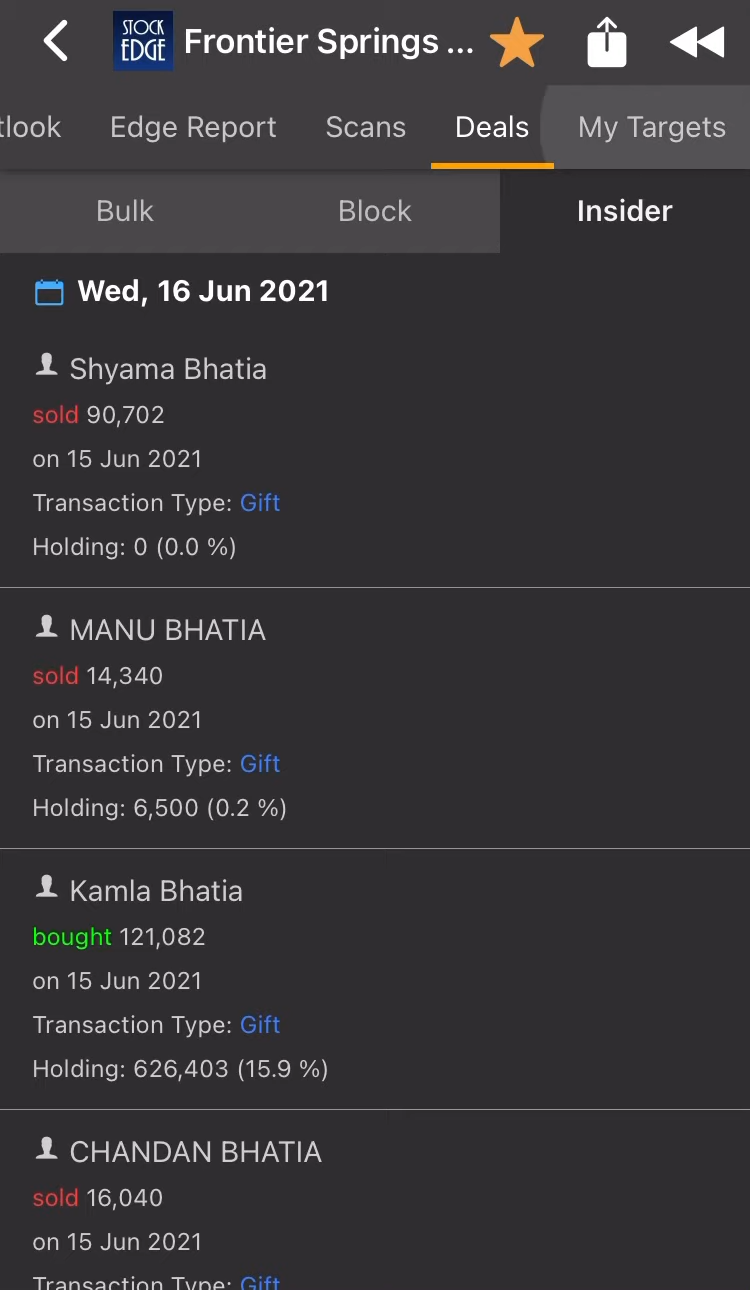 STOCK
EDGE
Frontier Springs ...
tlook Edge Report Scans Deals My Targets
Bulk Block Insider
Wed, 16 Jun 2021
Shyama Bhatia
sold 90,702
on 15 Jun 2021
Transaction Type: Gift
Holding: 0 (0.0 %)
MANU BHATIA
sold 14,340
on 15 Jun 2021
Transaction Type: Gift
Holding: 6,500 (0.2 %)
Kamla Bhatia
bought 121,082
on 15 Jun 2021
Transaction Type: Gift
Holding: 626,403 (15.9 %)
CHANDAN BHATIA
sold 16,040
on 15 Jun 2021
Transaction Type: Gift